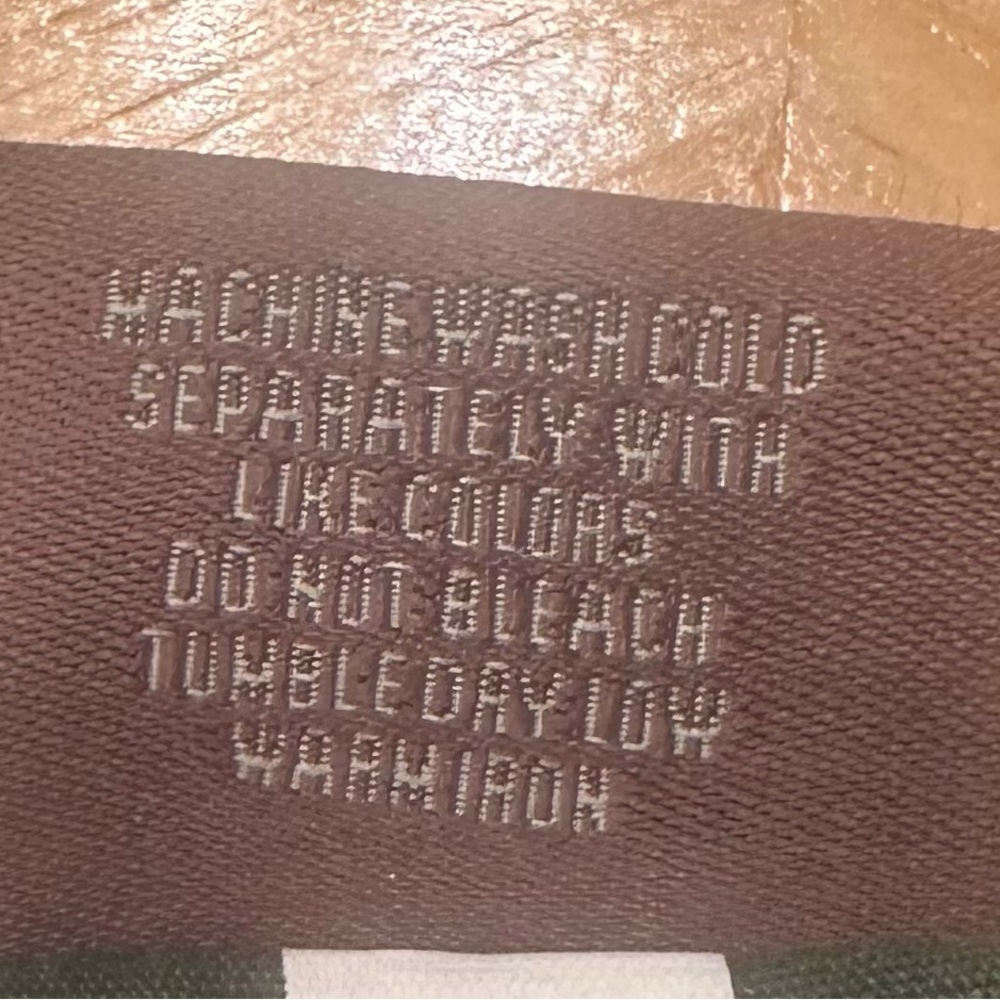 MACHINE WASH COLD
SEPARATELY WITH
LIKE COLORS
DO NOT BLEACH
TUMBLE DRY LOW
WARM IRON